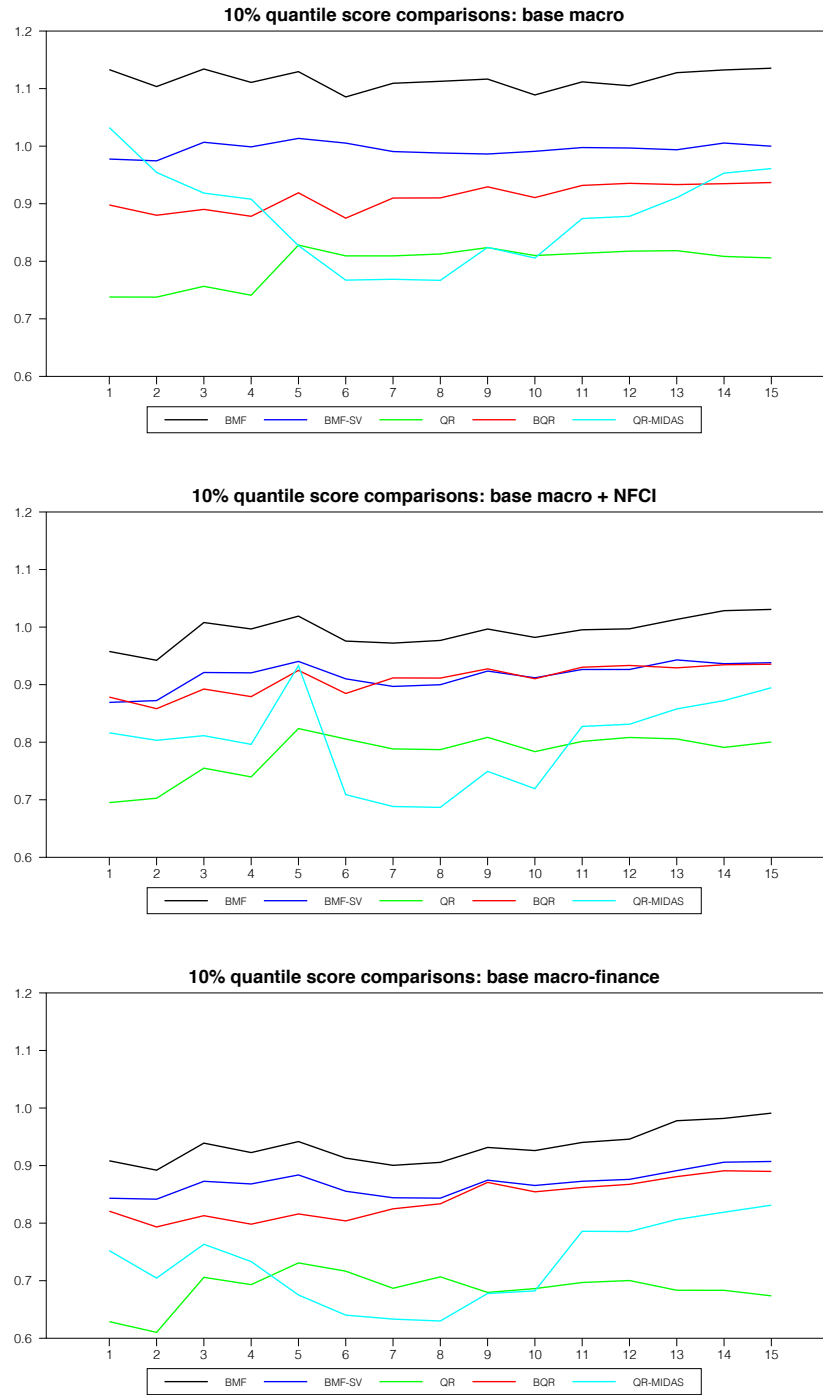 10% quantile score comparisons: base macro
1.2
1.1
1.0
0.9
0.8
0.7
0.6
1 2 3 4 5 6 7 8 9 10 11 12 13 14 15
BMF BMF-SV QR BQR QR-MIDAS
10% quantile score comparisons: base macro + NFCI
1.2
1.1
1.0
0.9
0.8
0.7
0.6
1 2 3 4 5 6 7 8 9 10 11 12 13 14 15
BMF BMF-SV QR BQR QR-MIDAS
10% quantile score comparisons: base macro-finance
1.2
1.1
1.0
0.9
0.8
0.7
0.6
1 2 3 4 5 6 7 8 9 10 11 12 13 14 15
BMF BMF-SV QR BQR QR-MIDAS